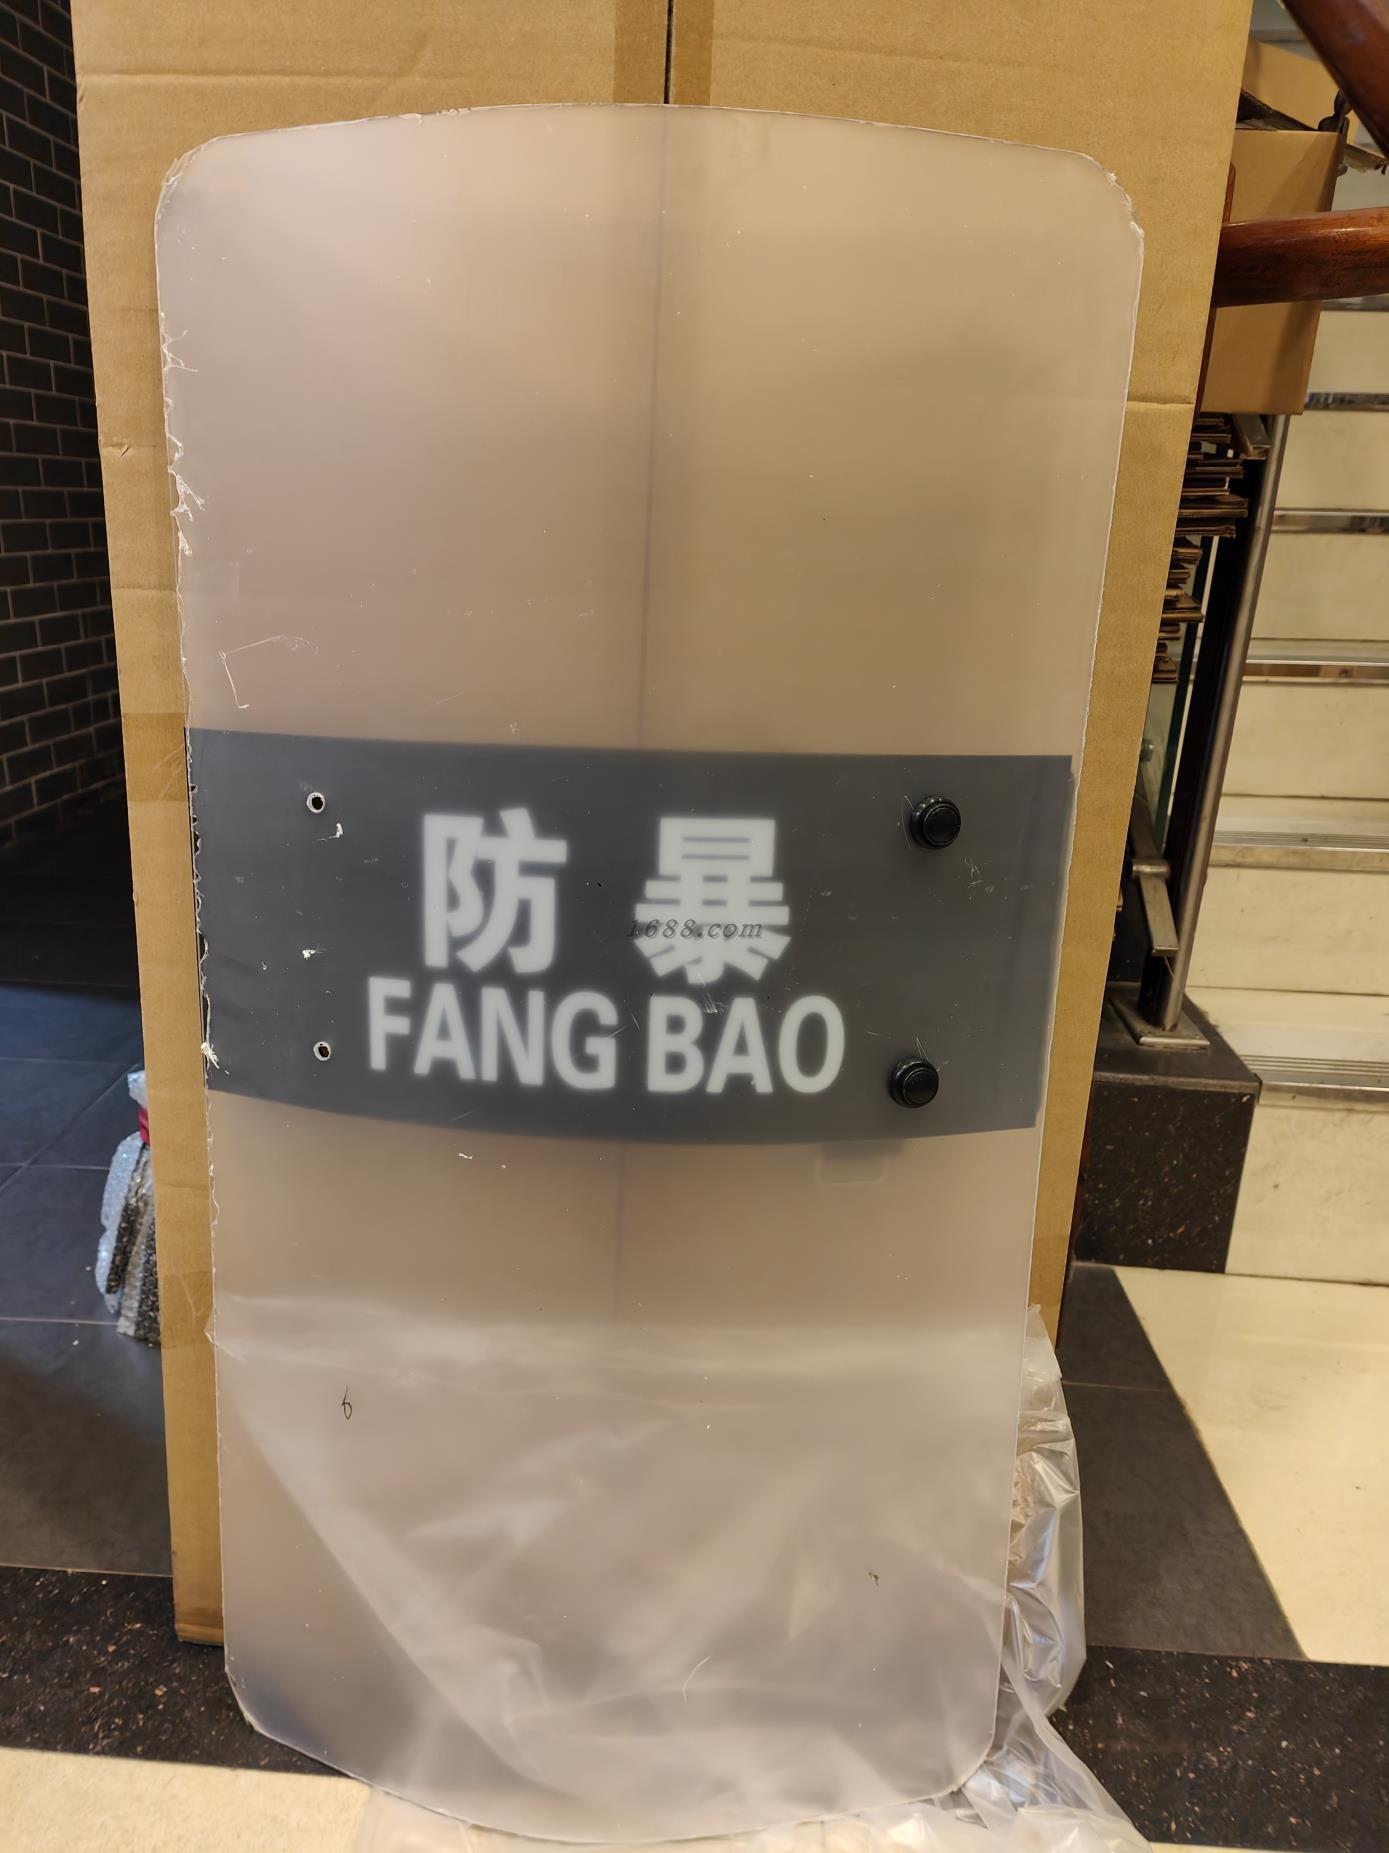 防 暴
1688.com
FANG BAO